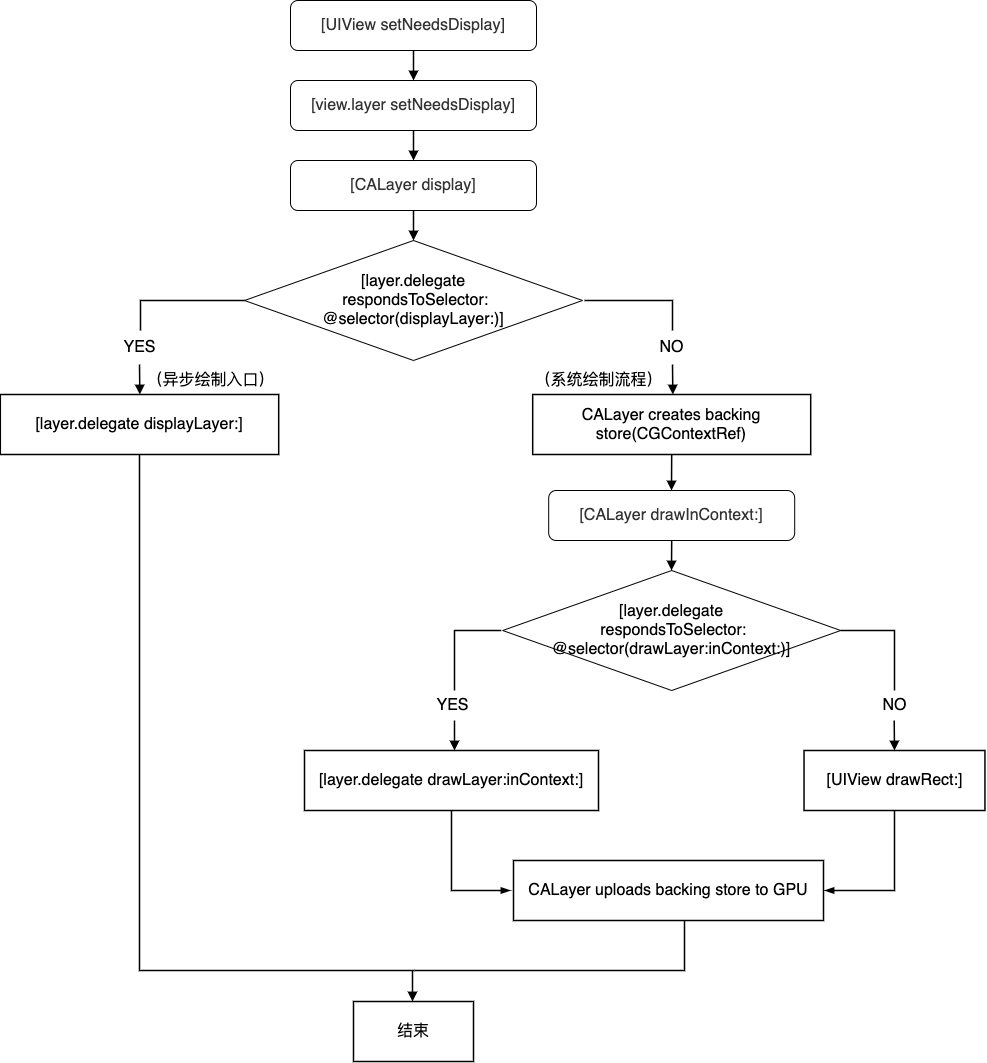 [UIView setNeedsDisplay]
[view.layer setNeedsDisplay]
[CALayer display]
[layer.delegate
respondsToSelector:
@selector(displayLayer:)]
YES
NO
（异步绘制入口）
（系统绘制流程）
[layer.delegate displayLayer:]
CALayer creates backing
store(CGContextRef)
[CALayer drawInContext:]
[layer.delegate
respondsToSelector:
@selector(drawLayer:inContext:)]
YES
NO
[layer.delegate drawLayer:inContext:]
[UIView drawRect:]
CALayer uploads backing store to GPU
结束